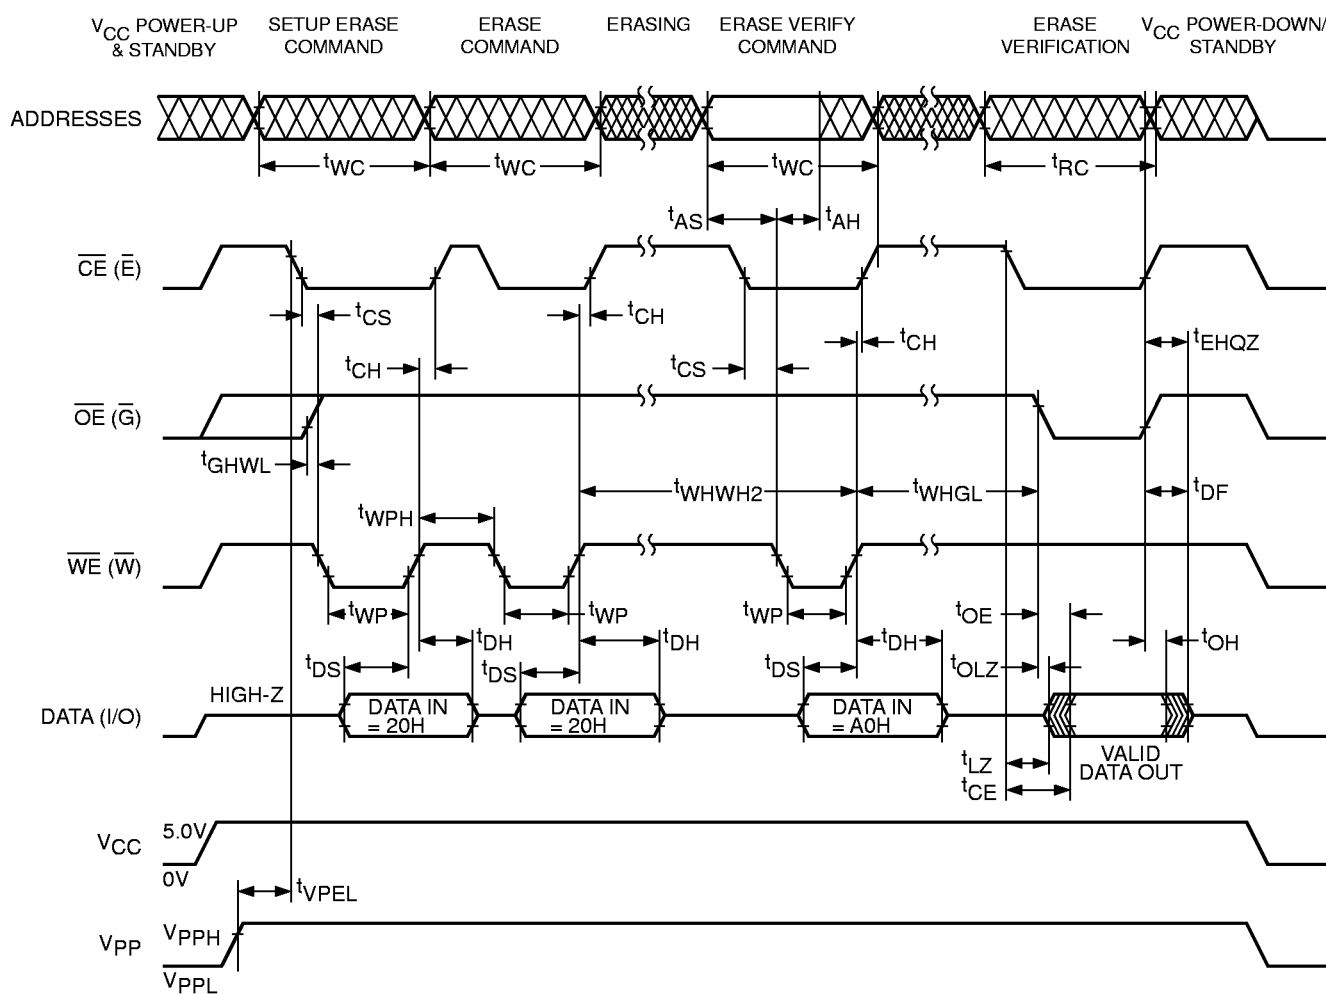 VCC POWER-UP & STANDBY
SETUP ERASE COMMAND
ERASE COMMAND
ERASING
ERASE VERIFY COMMAND
ERASE VERIFICATION
VCC POWER-DOWN/ STANDBY
ADDRESSES
tWC
tWC
tWC
tRC
tAS
tAH
CE (E)
tCS
tCH
tCH
tEHQZ
tCH
tCS
OE (G)
tGHWL
tWHWH2
tWHGL
tDF
tWPH
WE (W)
tWP
tWP
tWP
tOE
tDH
tDH
tDH
tOH
tDS
tDS
tDS
tOLZ
HIGH-Z
DATA (I/O)
DATA IN = 20H
DATA IN = 20H
DATA IN = A0H
VALID DATA OUT
tLZ
tCE
VCC
5.0V
0V
tVPEL
VPP
VPPH
VPPL